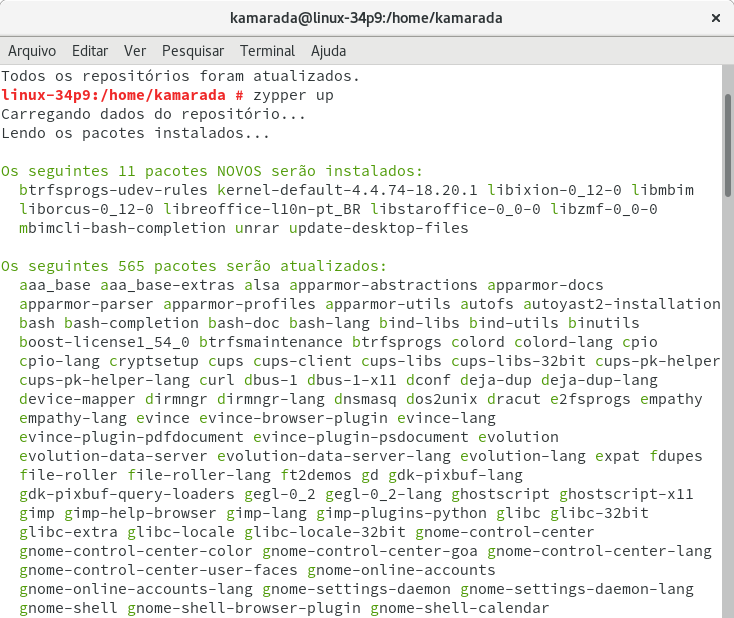 kamarada@linux-34p9:/home/kamarada
Arquivo Editar Ver Pesquisar Terminal Ajuda
Todos os repositórios foram atualizados.
linux-34p9:/home/kamarada # zypper up
Carregando dados do repositório...
Lendo os pacotes instalados...
Os seguintes 11 pacotes NOVOS serão instalados:
btrfsprogs-udev-rules kernel-default-4.4.74-18.20.1 libixion-0_12-0 libmbim
liborcus-0_12-0 libreoffice-l10n-pt_BR libstaroffice-0_0-0 libzmf-0_0-0
mbimcli-bash-completion unrar update-desktop-files
Os seguintes 565 pacotes serão atualizados:
aaa_base aaa_base-extras alsa apparmor-abstractions apparmor-docs
apparmor-parser apparmor-profiles apparmor-utils autofs autoyast2-installation
bash bash-completion bash-doc bash-lang bind-libs bind-utils binutils
boost-license1_54_0 btrfsmaintenance btrfsprogs colord colord-lang cpio
cpio-lang cryptsetup cups cups-client cups-libs cups-libs-32bit cups-pk-helper
cups-pk-helper-lang curl dbus-1 dbus-1-x11 dconf deja-dup deja-dup-lang
device-mapper dirmngr dirmngr-lang dnsmasq dos2unix dracut e2fsprogs empathy
empathy-lang evince evince-browser-plugin evince-lang
evince-plugin-pdfdocument evince-plugin-psdocument evolution
evolution-data-server evolution-data-server-lang evolution-lang expat fdupes
file-roller file-roller-lang ft2demos gd gdk-pixbuf-lang
gdk-pixbuf-query-loaders gegl-0_2 gegl-0_2-lang ghostscript ghostscript-x11
gimp gimp-help-browser gimp-lang gimp-plugins-python glibc glibc-32bit
glibc-extra glibc-locale glibc-locale-32bit gnome-control-center
gnome-control-center-color gnome-control-center-goa gnome-control-center-lang
gnome-control-center-user-faces gnome-online-accounts
gnome-online-accounts-lang gnome-settings-daemon gnome-settings-daemon-lang
gnome-shell gnome-shell-browser-plugin gnome-shell-calendar